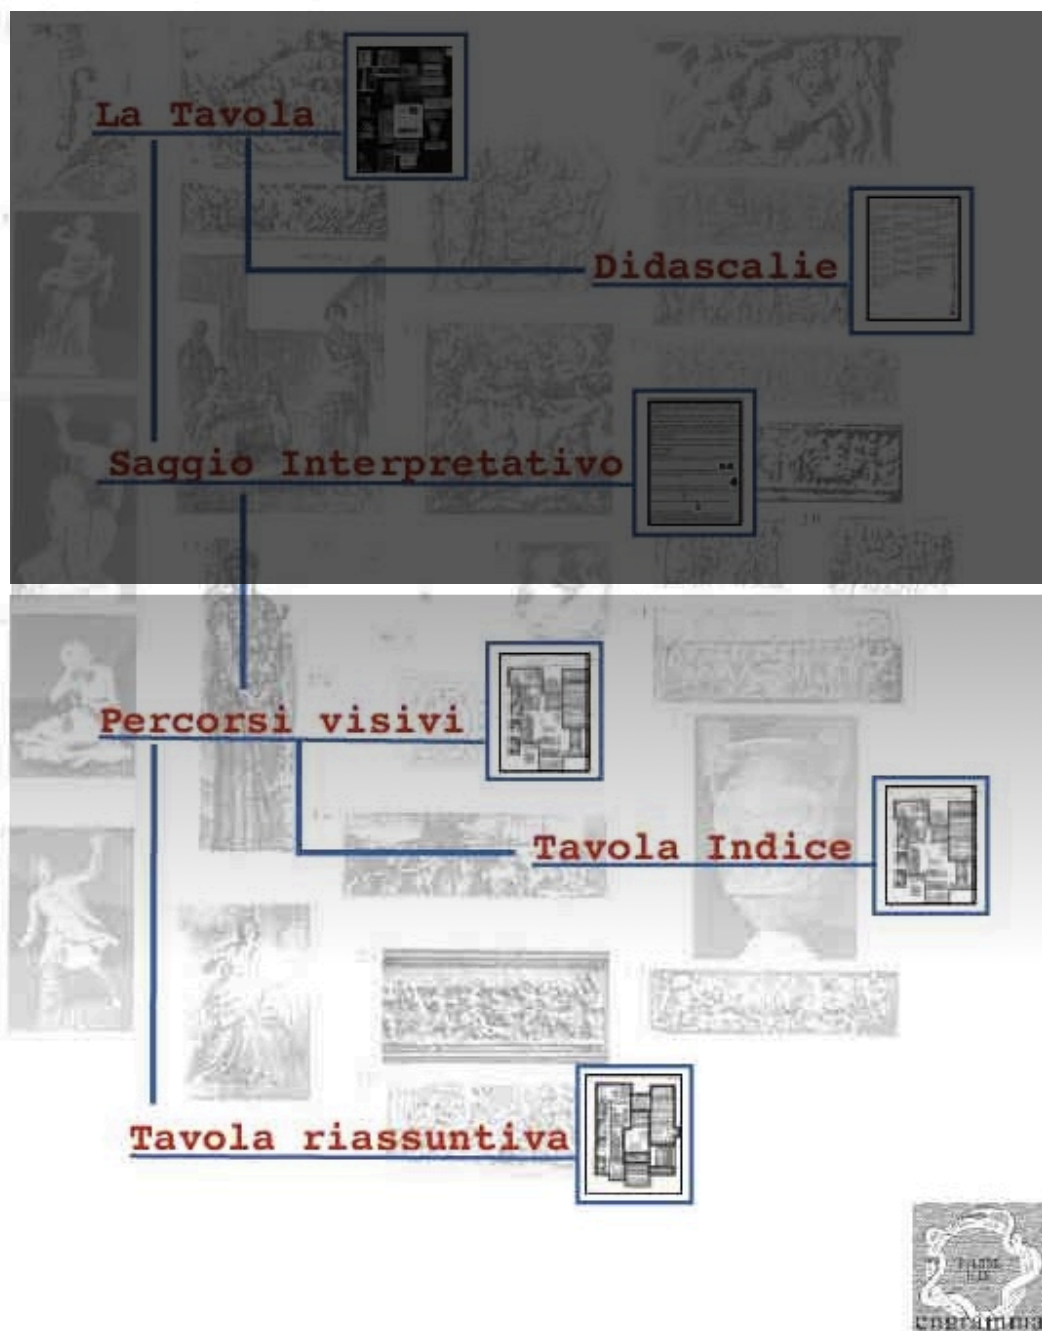 La Tavola
Didascalie
Saggio Interpretativo
Percorsi visivi
Tavola Indice
Tavola riassuntiva
engramma